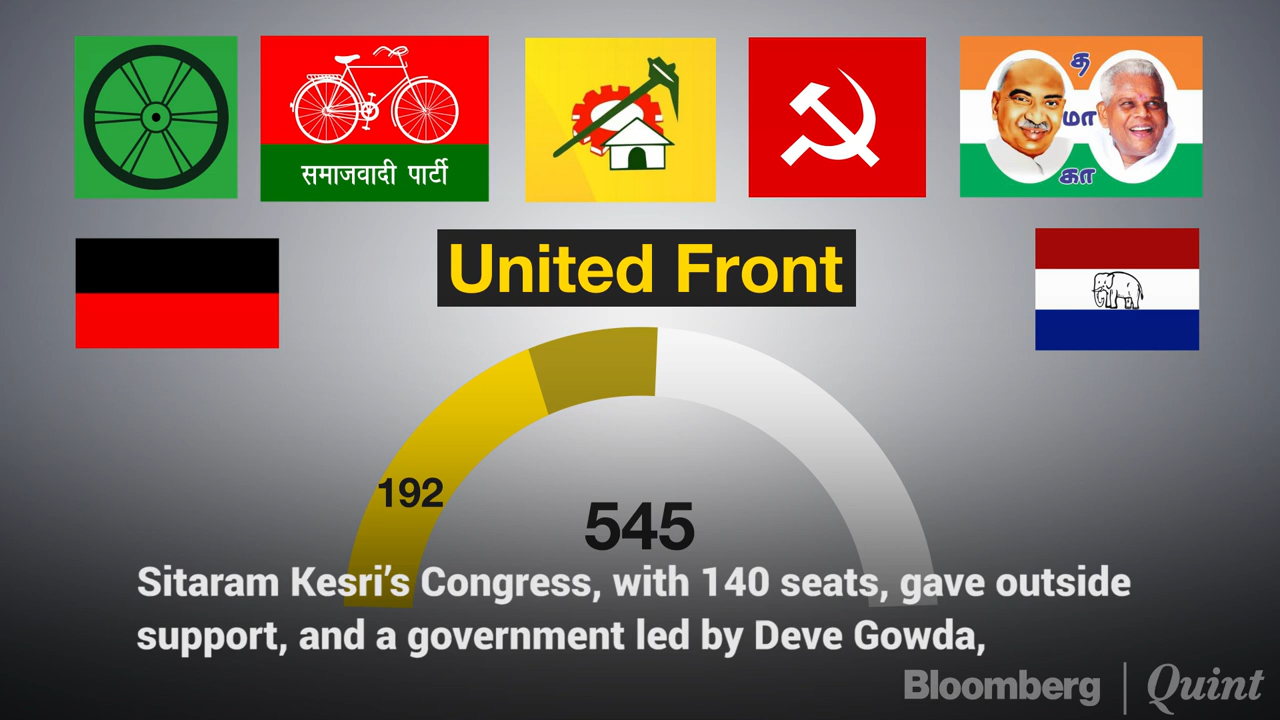 समाजवादी पार्टी
த
மா
கா
United Front
192
545
Sitaram Kesri's Congress, with 140 seats, gave outside
support, and a government led by Deve Gowda,
Bloomberg | Quint